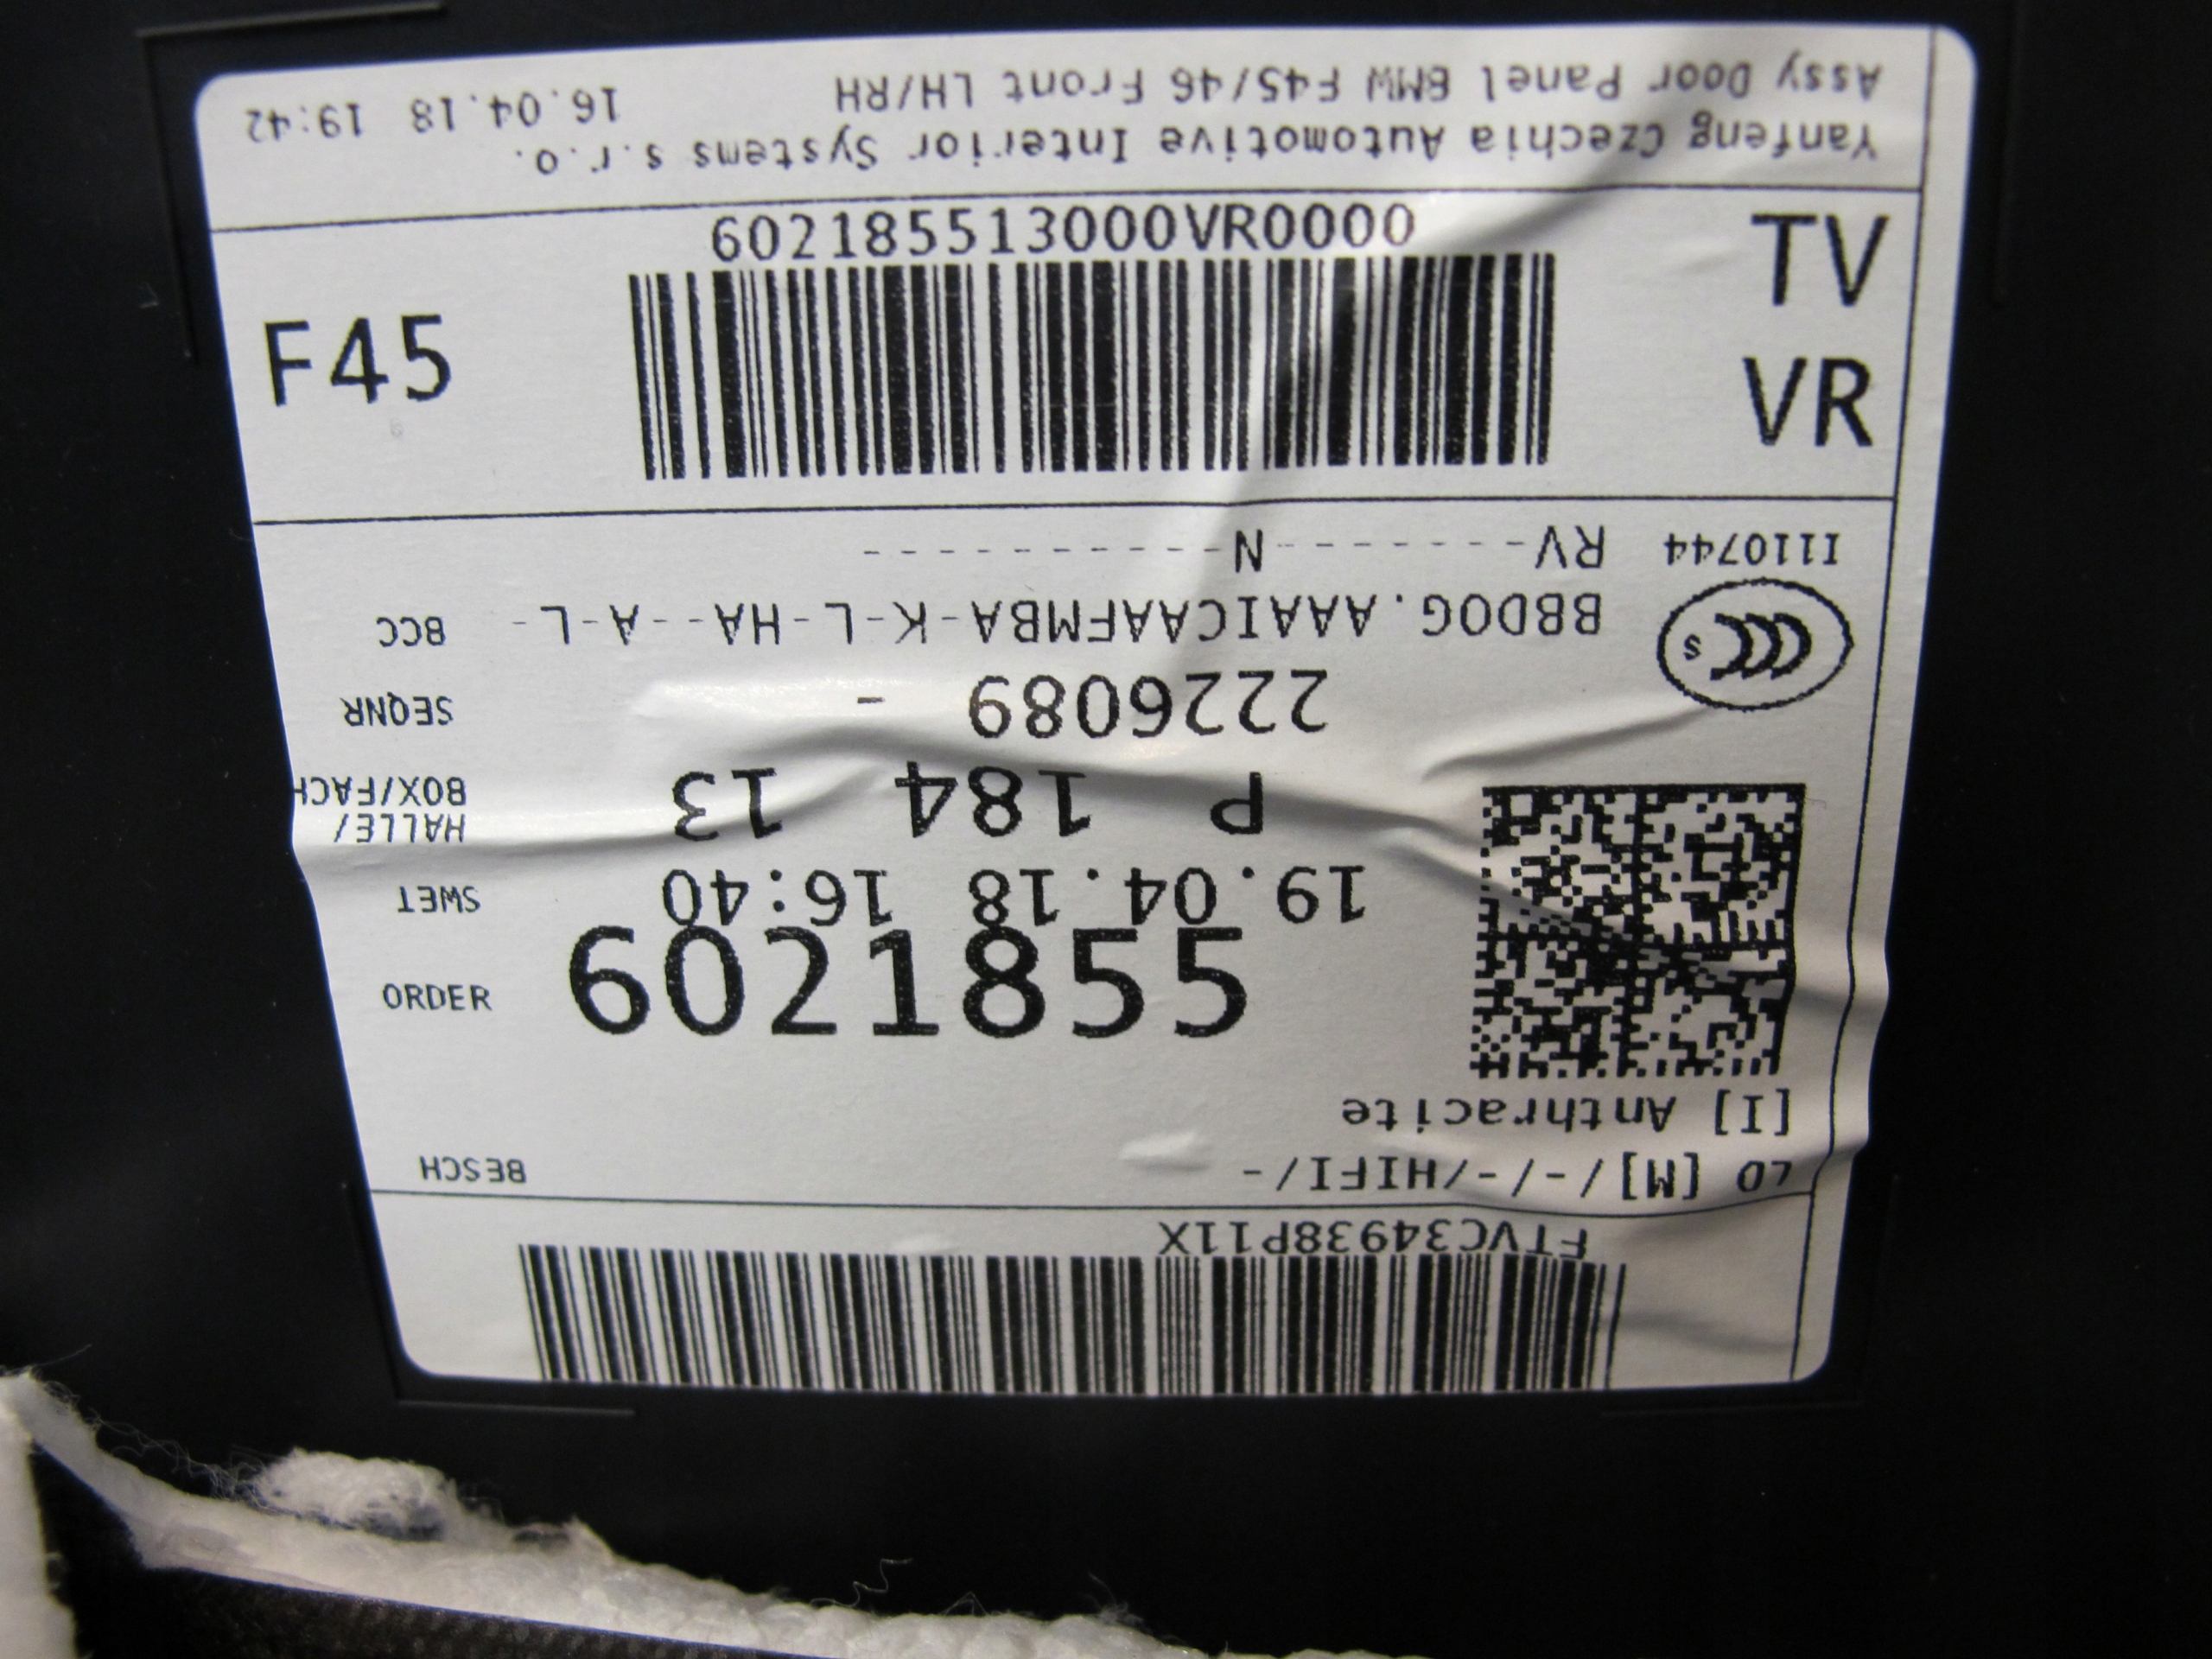 Assy Door Panel BMW F45/46 Front LH/RH 16.04.18 19:42
Yanfeng Czechia Automotive Interior Systems s.r.o.
602185513000VR0000
TV
F45
VR
I110744 RV--------N-----------
BBDOG.AAAICAAFMBA-K-L-HA--A-L- BCC
CCC S
2226089 - SEQNR
P 184 13 HALLE/
BOX/FACH
19.04.18 16:40 SWET
ORDER 6021855
[I] Anthracite
LO [M]/-/-/HIFI/- BESCH
FTVC34938P11X